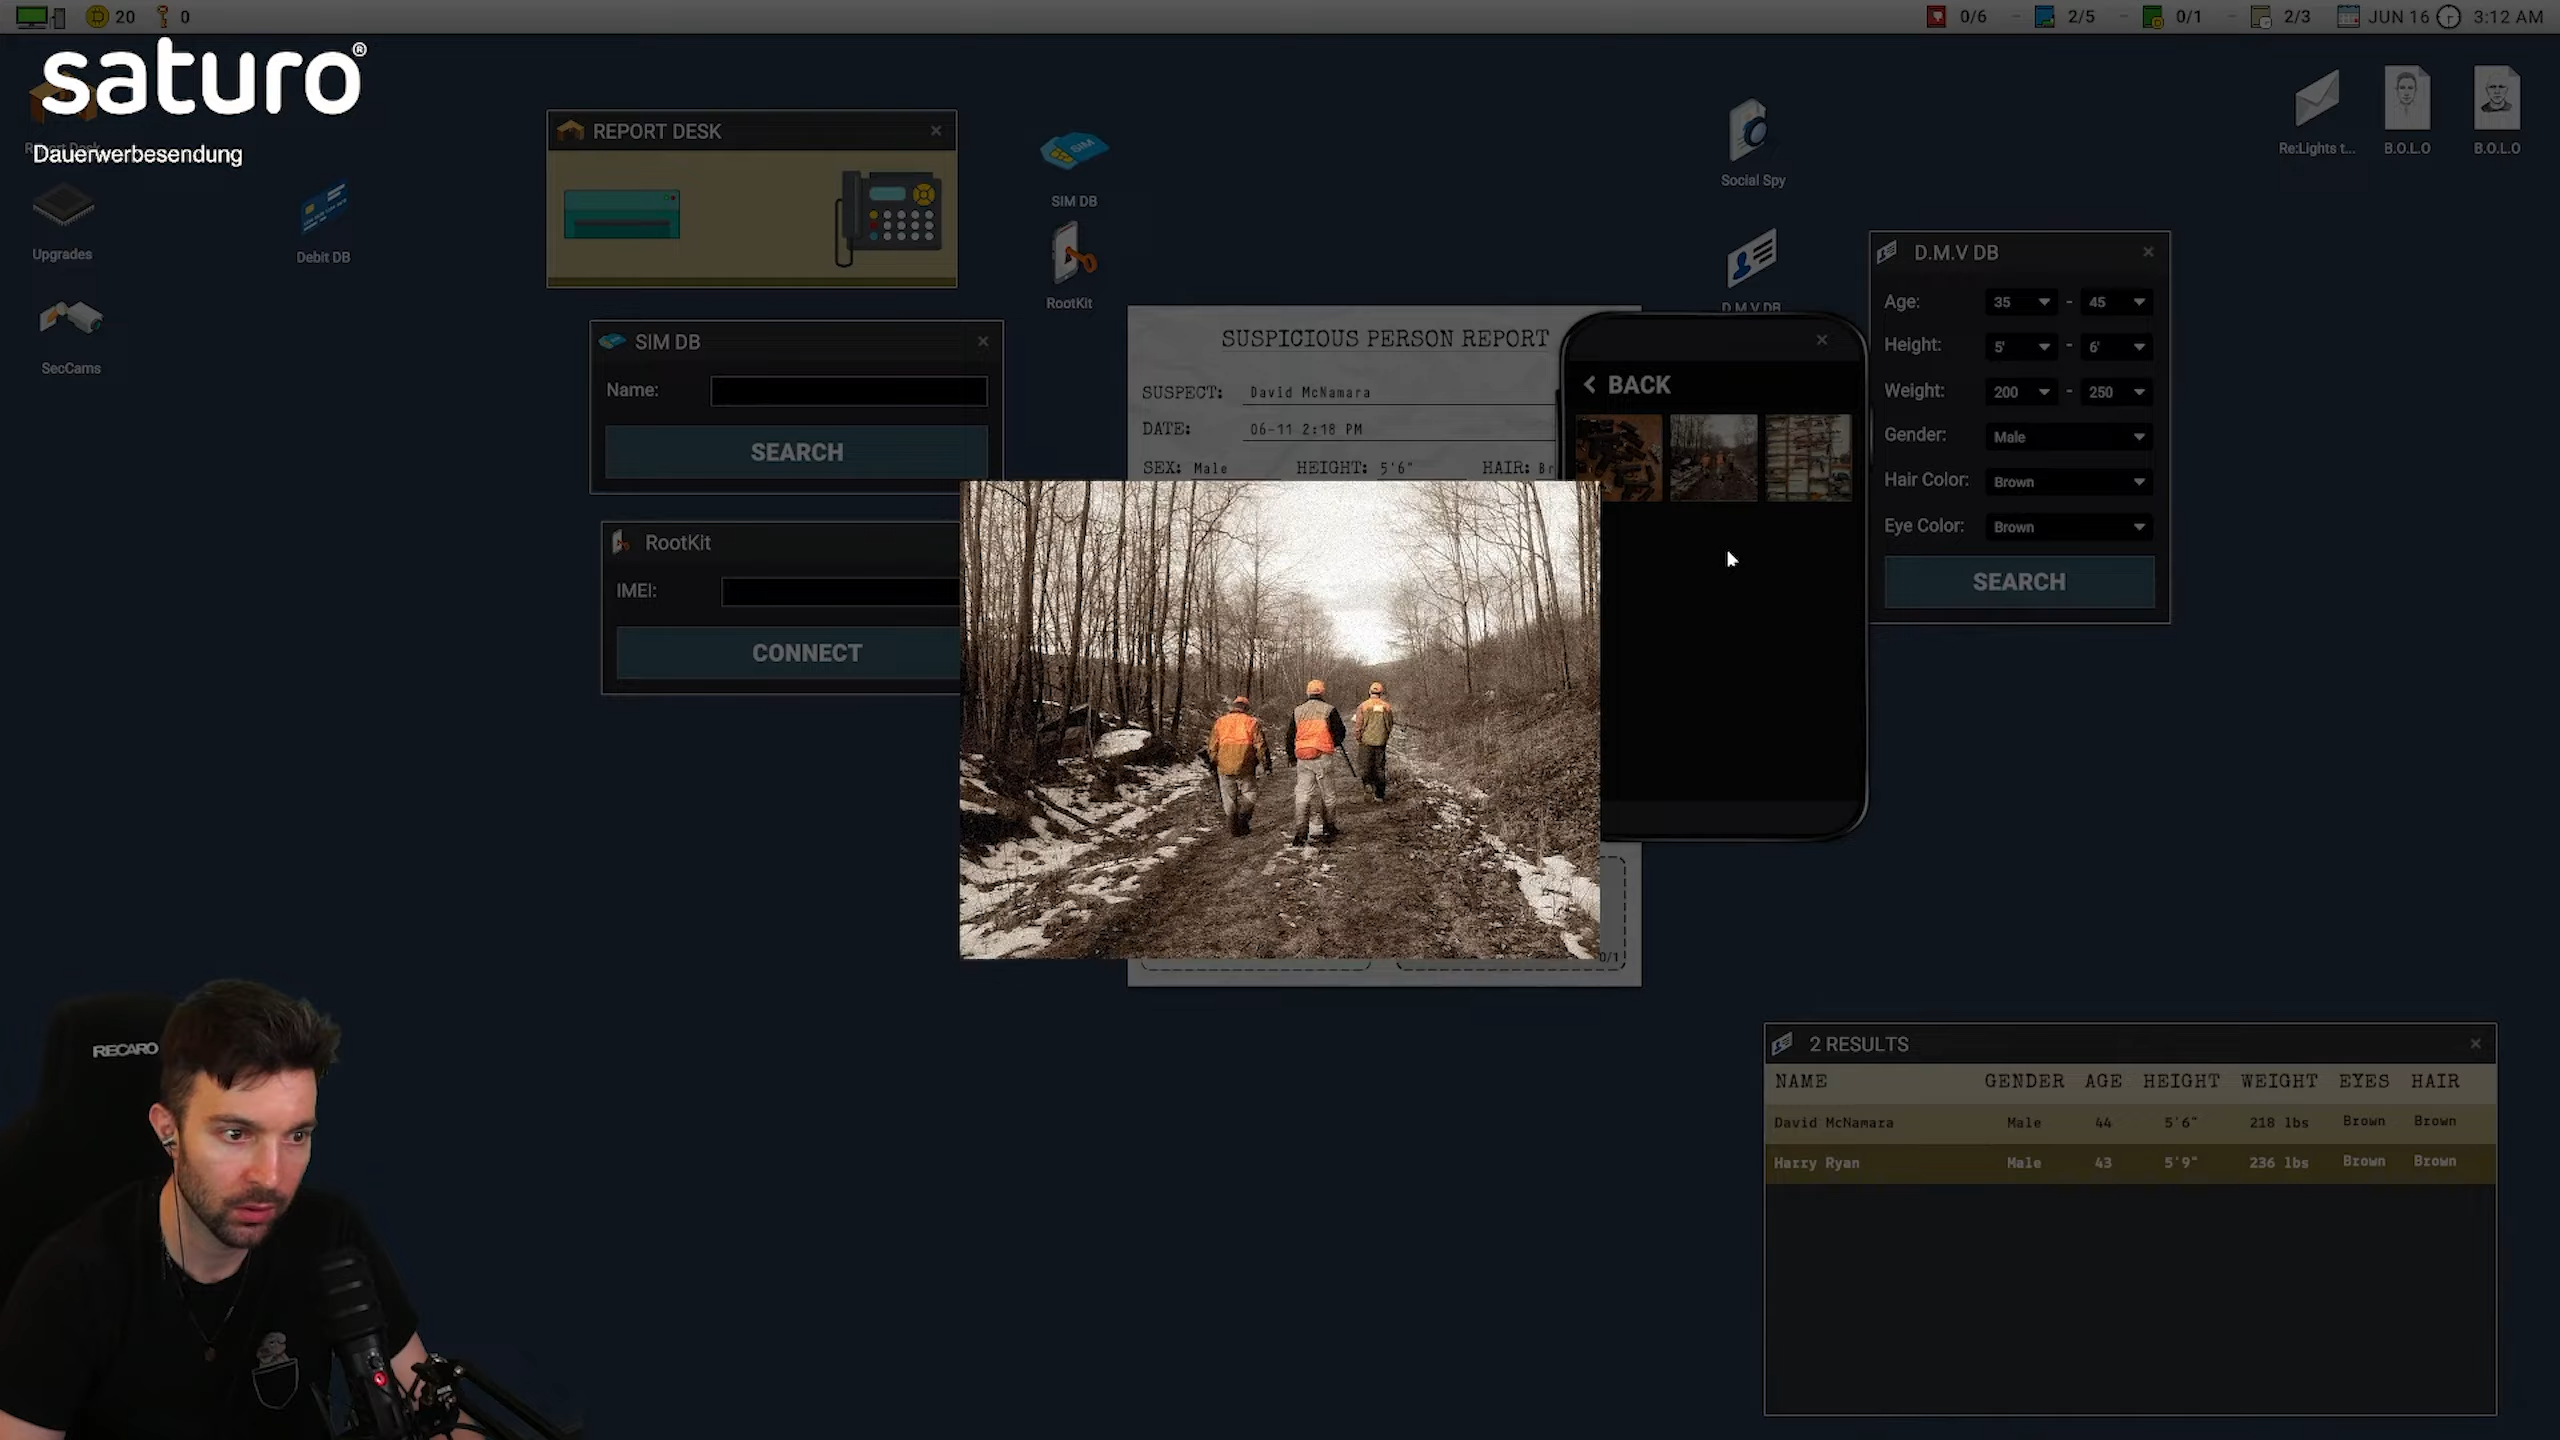 20
0
0/6
2/5
0/1
2/3
JUN 16
3:12 AM
saturo®
Dauerwerbesendung
Upgrades
SecCams
Debit DB
REPORT DESK
SIM DB
RootKit
Social Spy
D.M.V DB
Re:Lights t...
B.O.L.O
B.O.L.O
SIM DB
Name:
SEARCH
RootKit
IMEI:
CONNECT
SUSPICIOUS PERSON REPORT
SUSPECT: David McNamara
DATE: 06-11 2:18 PM
SEX: Male HEIGHT: 5'6" HAIR: Br
0/1
< BACK
D.M.V DB
Age: 35 - 45
Height: 5' - 6'
Weight: 200 - 250
Gender: Male
Hair Color: Brown
Eye Color: Brown
SEARCH
2 RESULTS
NAME GENDER AGE HEIGHT WEIGHT EYES HAIR
David McNamara Male 44 5'6" 218 lbs Brown Brown
Harry Ryan Male 43 5'9" 236 lbs Brown Brown
RECARO